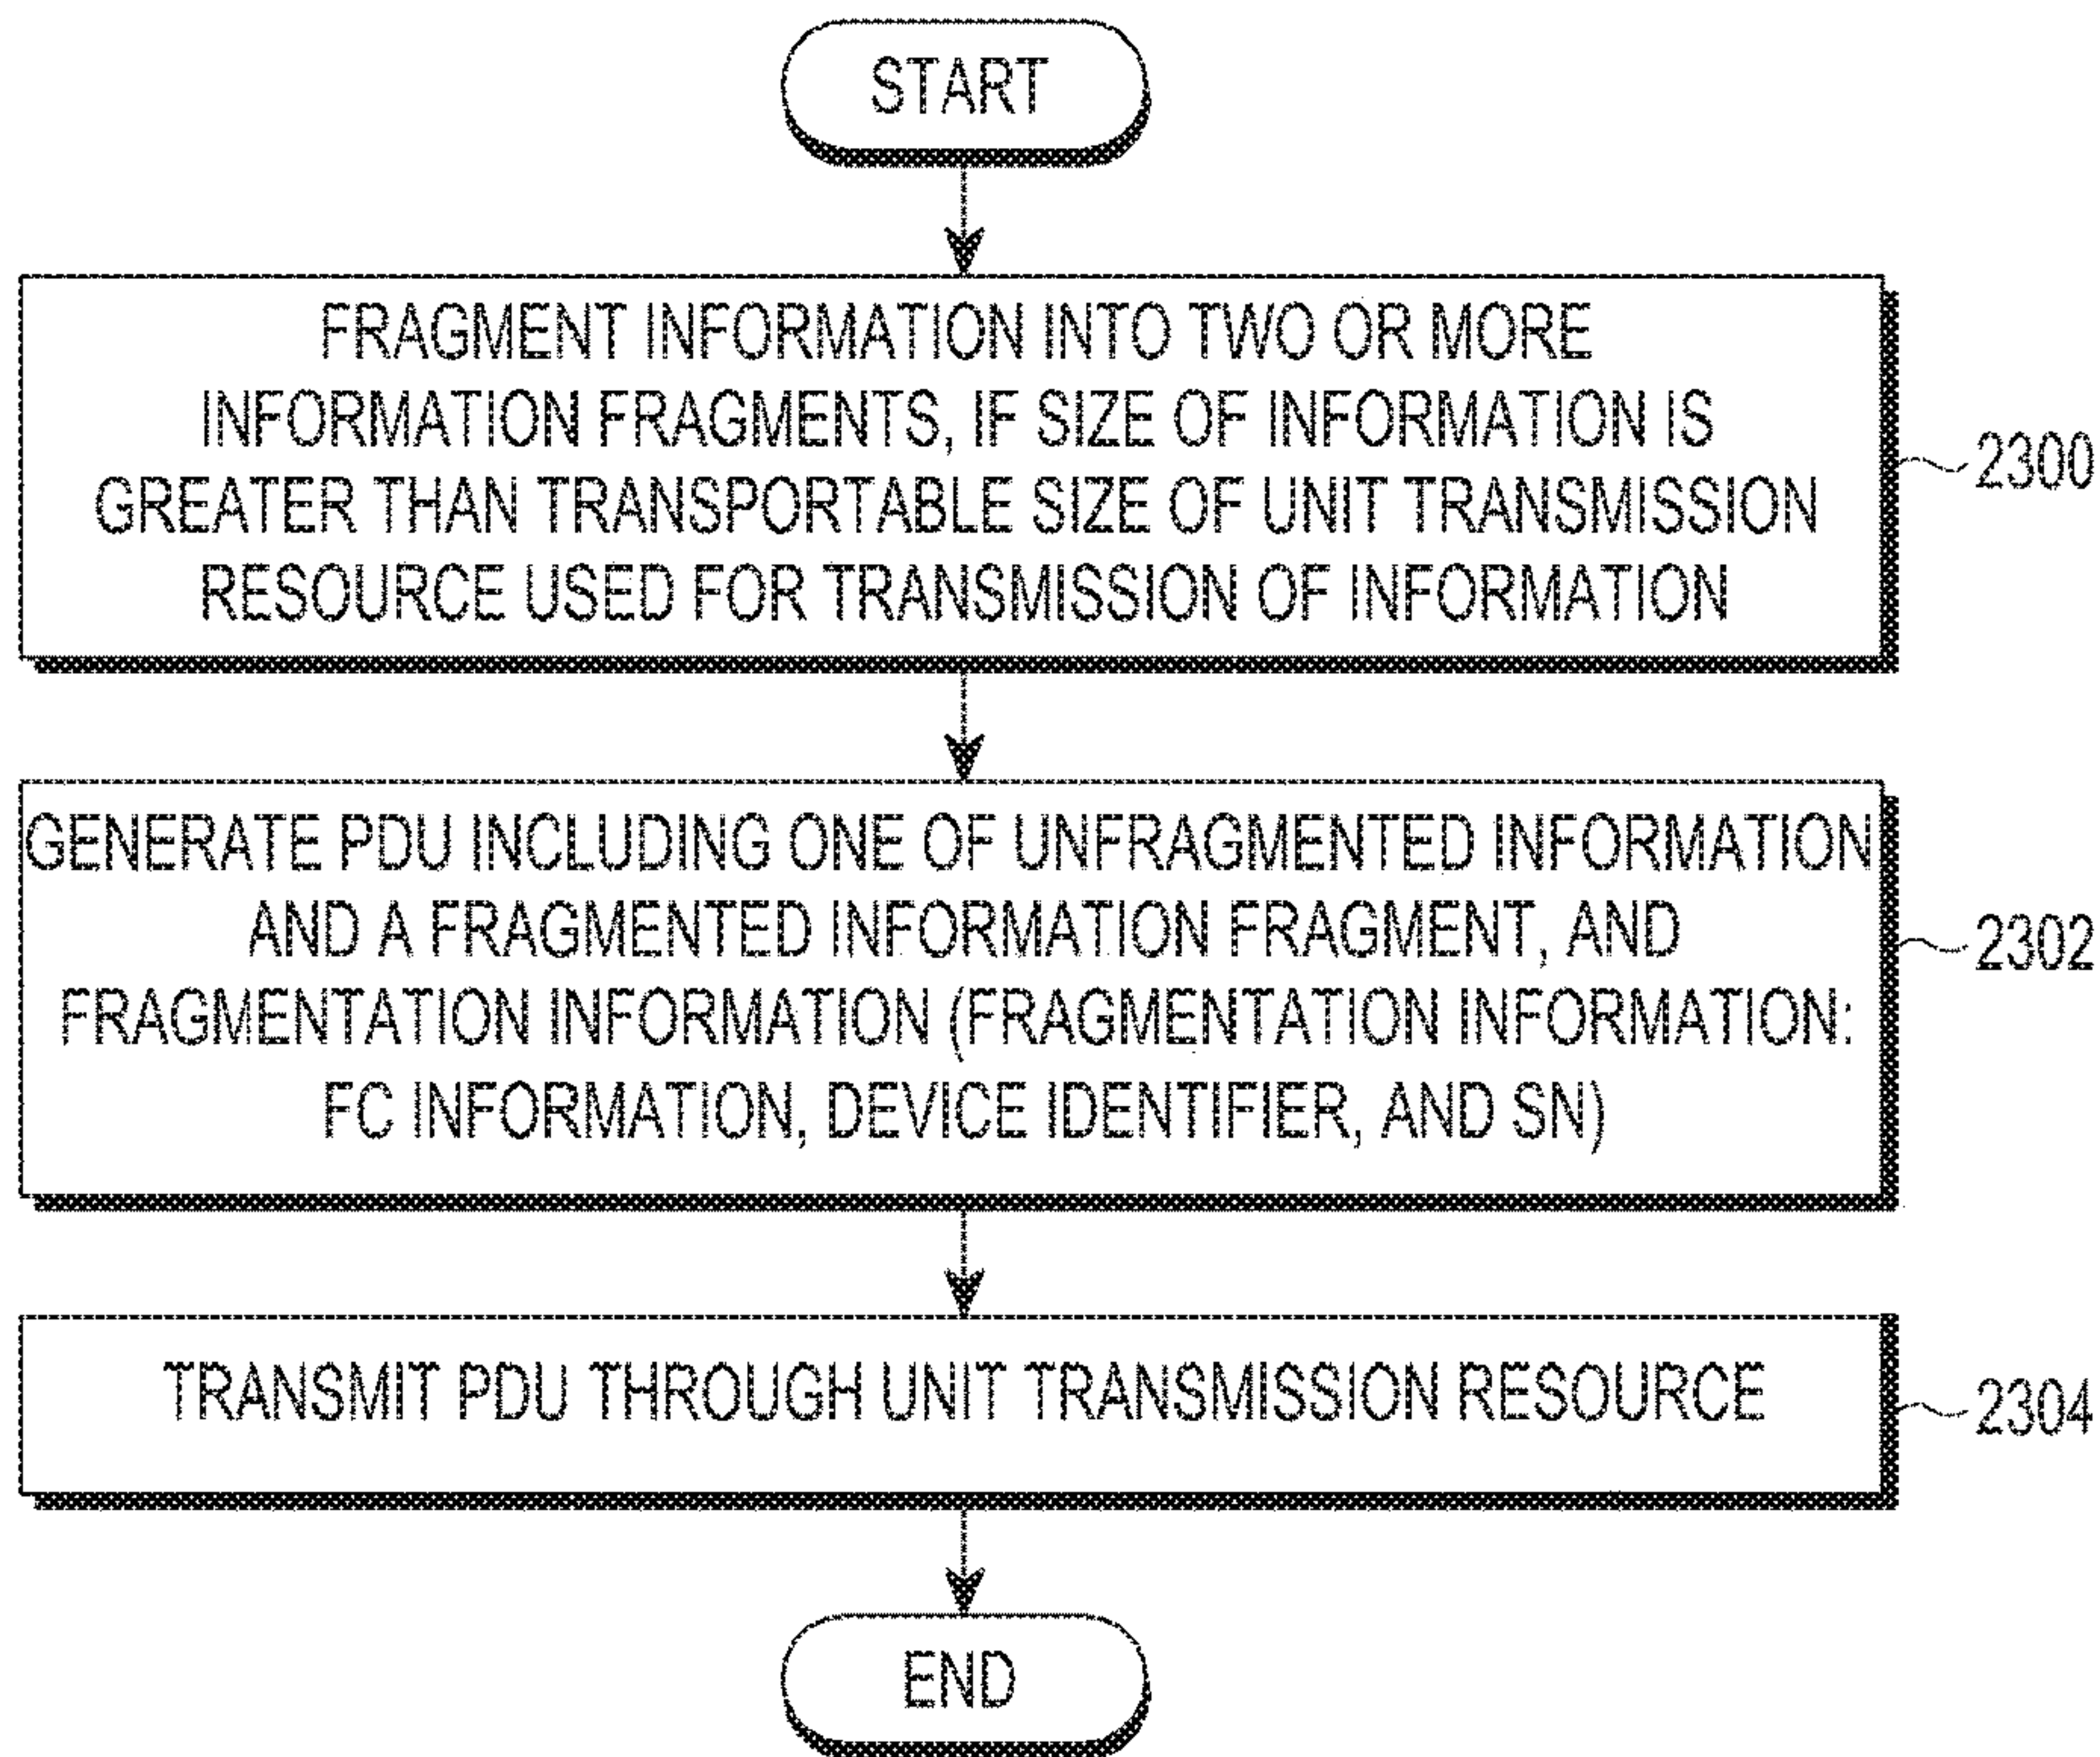 START
FRAGMENT INFORMATION INTO TWO OR MORE
INFORMATION FRAGMENTS, IF SIZE OF INFORMATION IS
GREATER THAN TRANSPORTABLE SIZE OF UNIT TRANSMISSION
RESOURCE USED FOR TRANSMISSION OF INFORMATION
2300
GENERATE PDU INCLUDING ONE OF UNFRAGMENTED INFORMATION
AND A FRAGMENTED INFORMATION FRAGMENT, AND
FRAGMENTATION INFORMATION (FRAGMENTATION INFORMATION:
FC INFORMATION, DEVICE IDENTIFIER, AND SN)
2302
TRANSMIT PDU THROUGH UNIT TRANSMISSION RESOURCE
2304
END